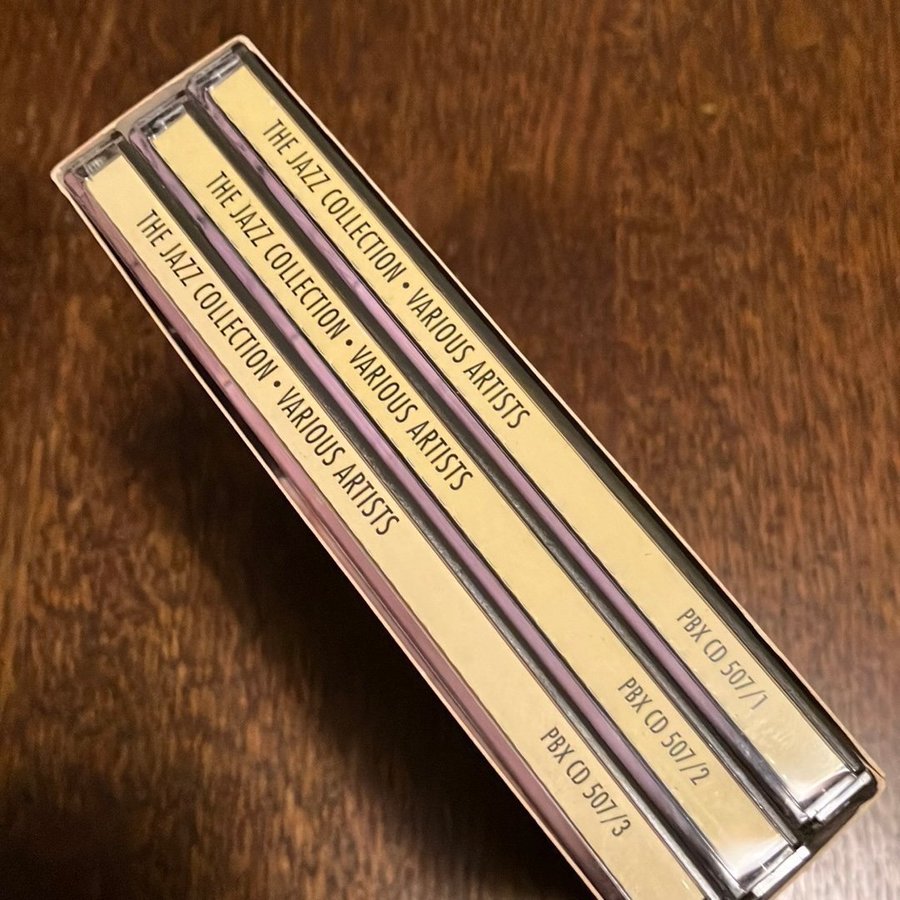 THE JAZZ COLLECTION • VARIOUS ARTISTS PBX CD 507/1
THE JAZZ COLLECTION • VARIOUS ARTISTS PBX CD 507/2
THE JAZZ COLLECTION • VARIOUS ARTISTS PBX CD 507/3